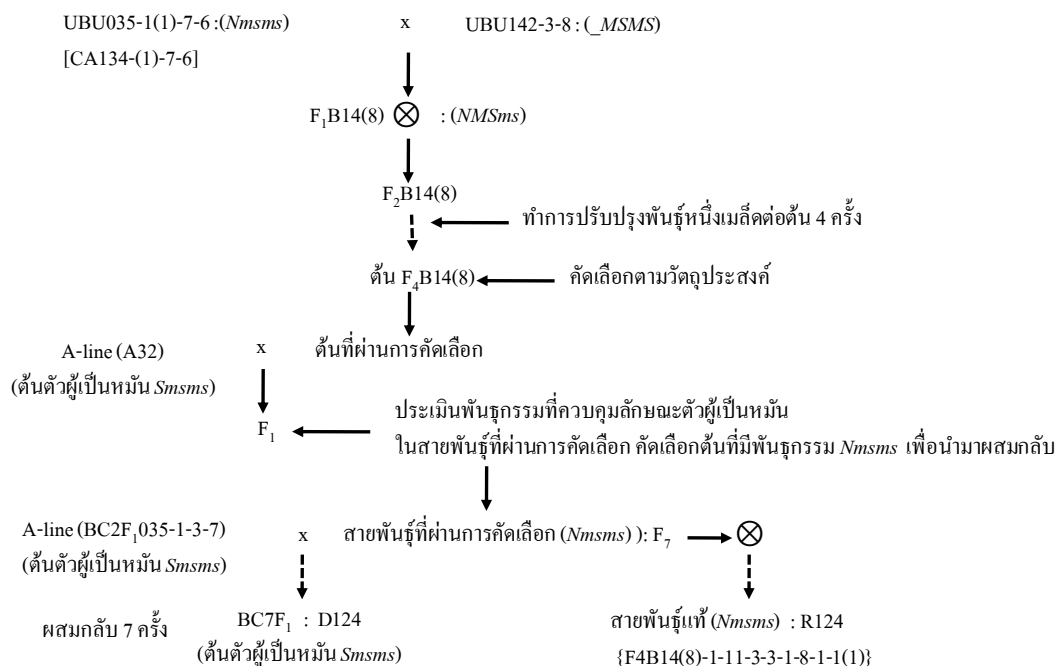 UBU035-1(1)-7-6 : (Nmsms) x UBU142-3-8 : (_MSMS)
[CA134-(1)-7-6]
F1B14(8) ⊗ : (NMSms)
F2B14(8)
ทำการปรับปรุงพันธุ์หนึ่งเมล็ดต่อต้น 4 ครั้ง
ต้น F4B14(8) คัดเลือกตามวัตถุประสงค์
A-line (A32) x ต้นที่ผ่านการคัดเลือก
(ต้นตัวผู้เป็นหมัน Smsms)
ประเมินพันธุกรรมที่ควบคุมลักษณะตัวผู้เป็นหมัน
F1
ในสายพันธุ์ที่ผ่านการคัดเลือก คัดเลือกต้นที่มีพันธุกรรม Nmsms เพื่อนำมาผสมกลับ
A-line (BC2F1035-1-3-7) x สายพันธุ์ที่ผ่านการคัดเลือก (Nmsms) ): F7 ⊗
(ต้นตัวผู้เป็นหมัน Smsms)
ผสมกลับ 7 ครั้ง BC7F1 : D124 สายพันธุ์แท้ (Nmsms) : R124
(ต้นตัวผู้เป็นหมัน Smsms) {F4B14(8)-1-11-3-3-1-8-1-1(1)}